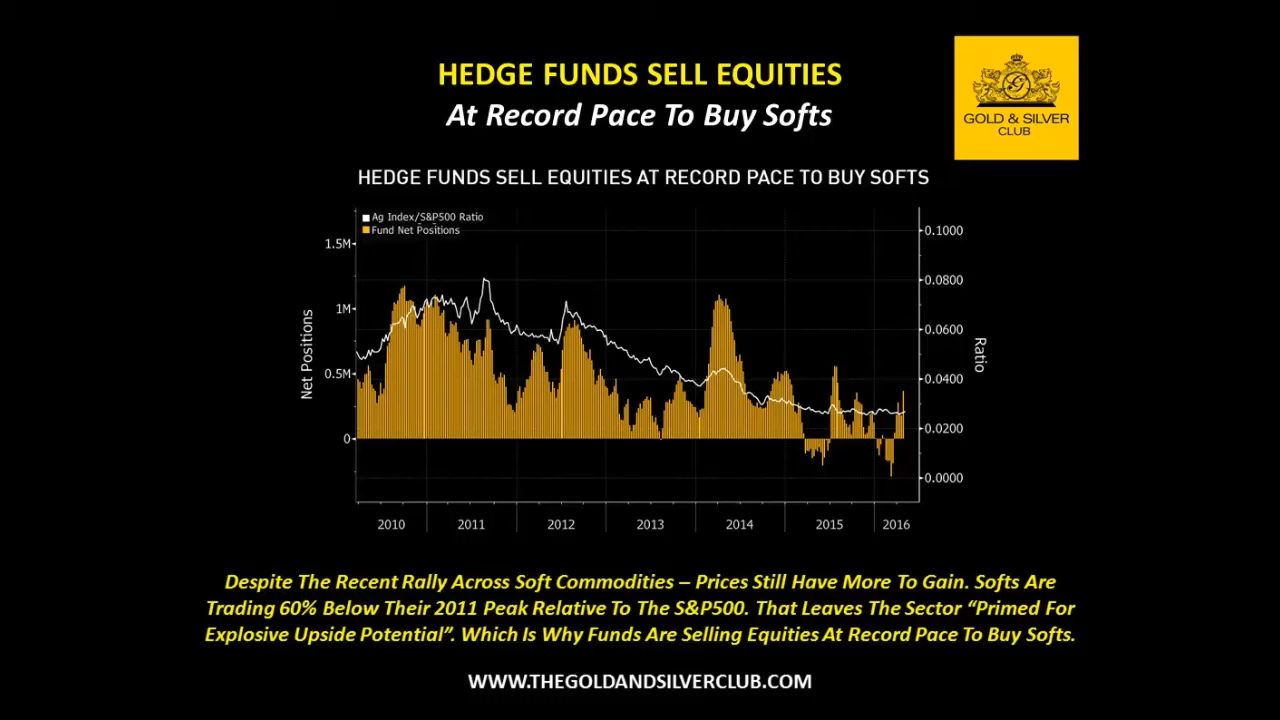 HEDGE FUNDS SELL EQUITIES
At Record Pace To Buy Softs
G
GOLD & SILVER
CLUB
HEDGE FUNDS SELL EQUITIES AT RECORD PACE TO BUY SOFTS
Ag Index/S&P500 Ratio
Fund Net Positions
1.5M
1M
0.5M
0
Net Positions
0.1000
0.0800
0.0600
0.0400
0.0200
0.0000
Ratio
2010 2011 2012 2013 2014 2015 2016
Despite The Recent Rally Across Soft Commodities – Prices Still Have More To Gain. Softs Are
Trading 60% Below Their 2011 Peak Relative To The S&P500. That Leaves The Sector “Primed For
Explosive Upside Potential”. Which Is Why Funds Are Selling Equities At Record Pace To Buy Softs.
WWW.THEGOLDANDSILVERCLUB.COM